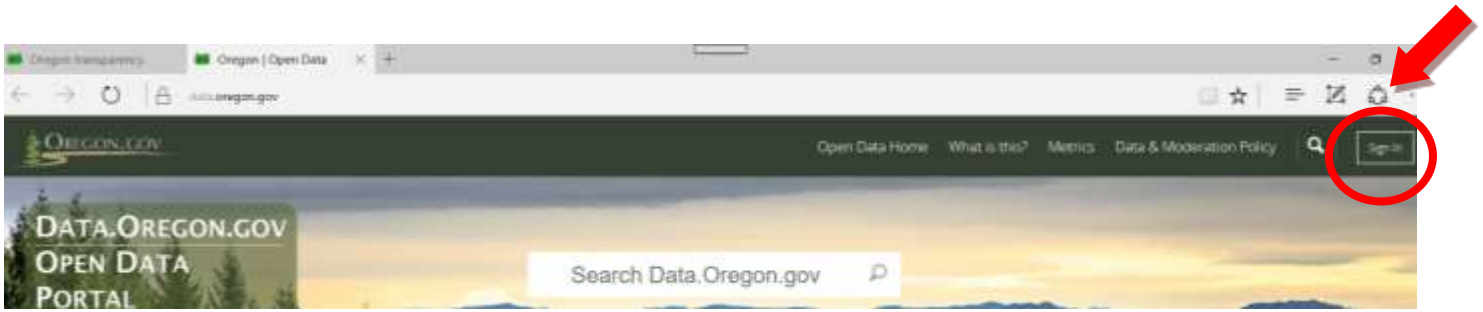 Oregon transparency
Oregon | Open Data
data.oregon.gov
OREGON.GOV
Open Data Home What is this? Metrics Data & Moderation Policy Sign In
DATA.OREGON.GOV
OPEN DATA
PORTAL
Search Data.Oregon.gov